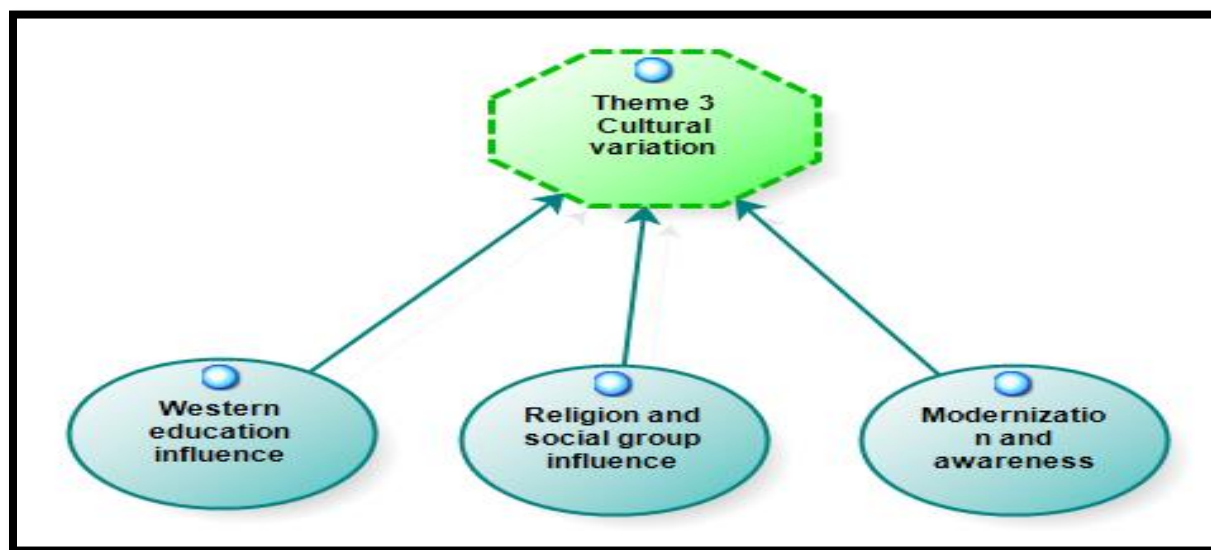 Theme 3
Cultural
variation
Western
education
influence
Religion and
social group
influence
Modernizatio
n and
awareness